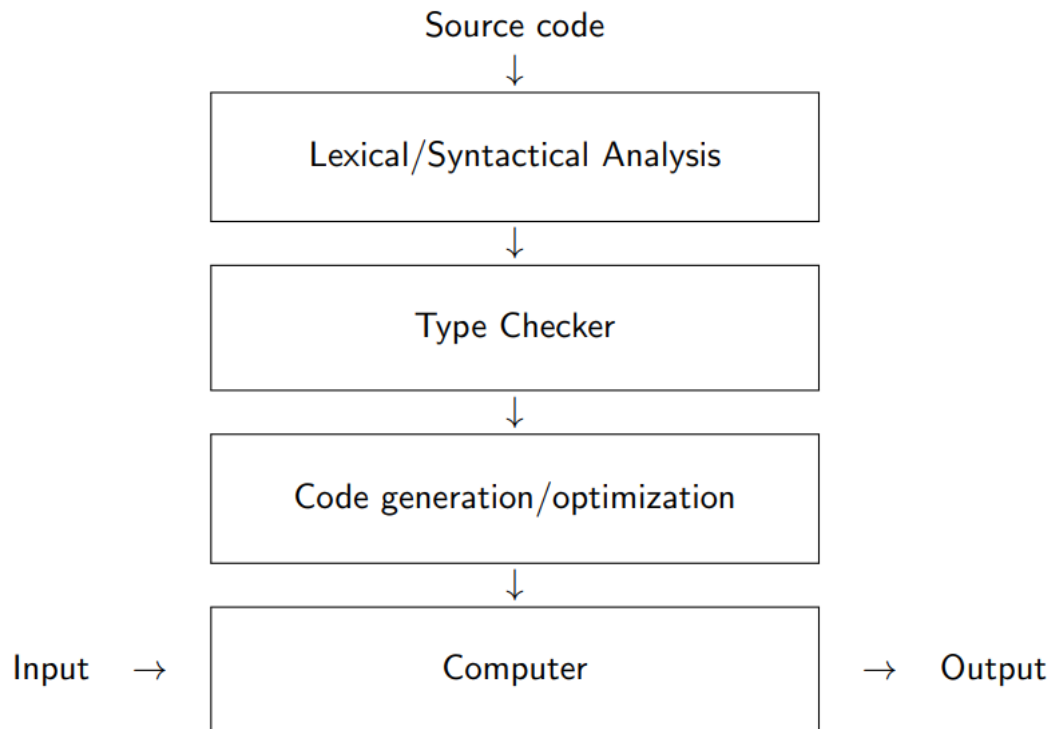 Source code
↓
Lexical/Syntactical Analysis
↓
Type Checker
↓
Code generation/optimization
↓
Input → Computer → Output